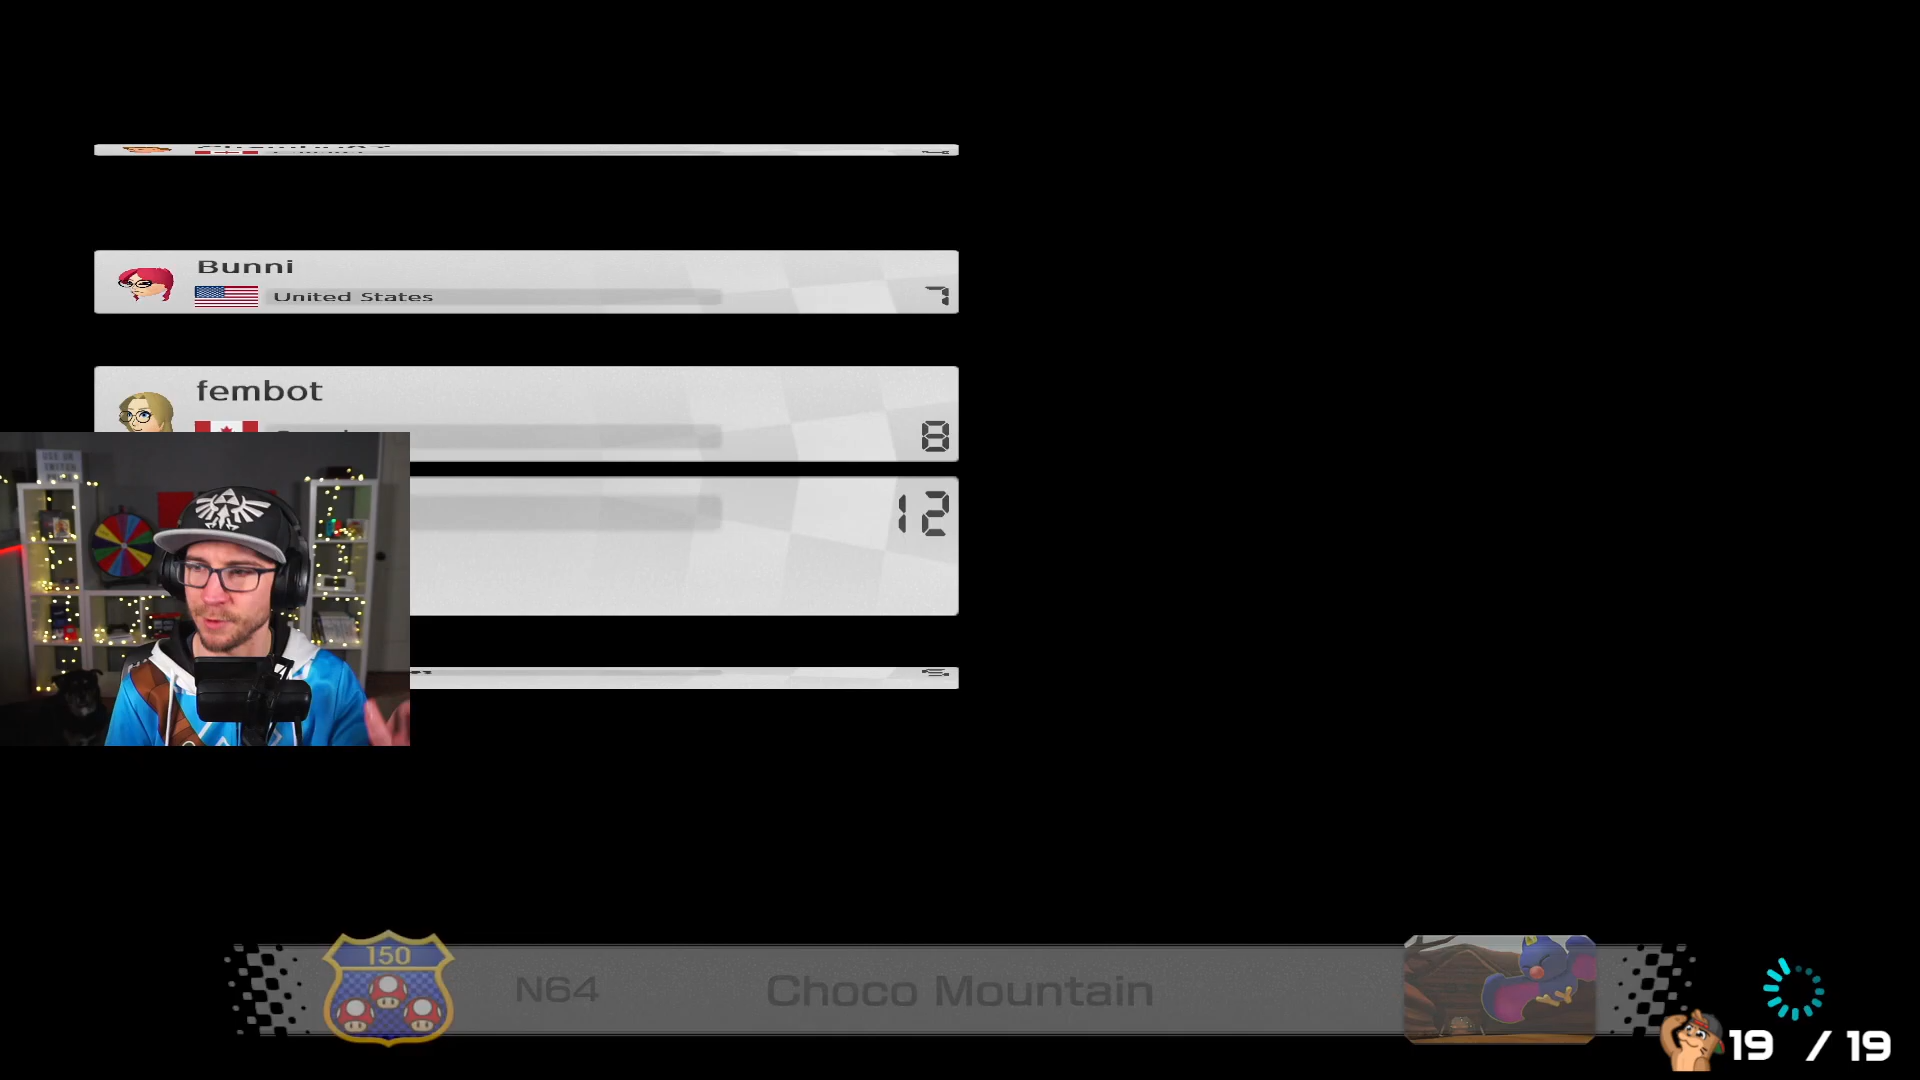 Bunni
United States
7
fembot
8
12
150
N64
Choco Mountain
19 / 19